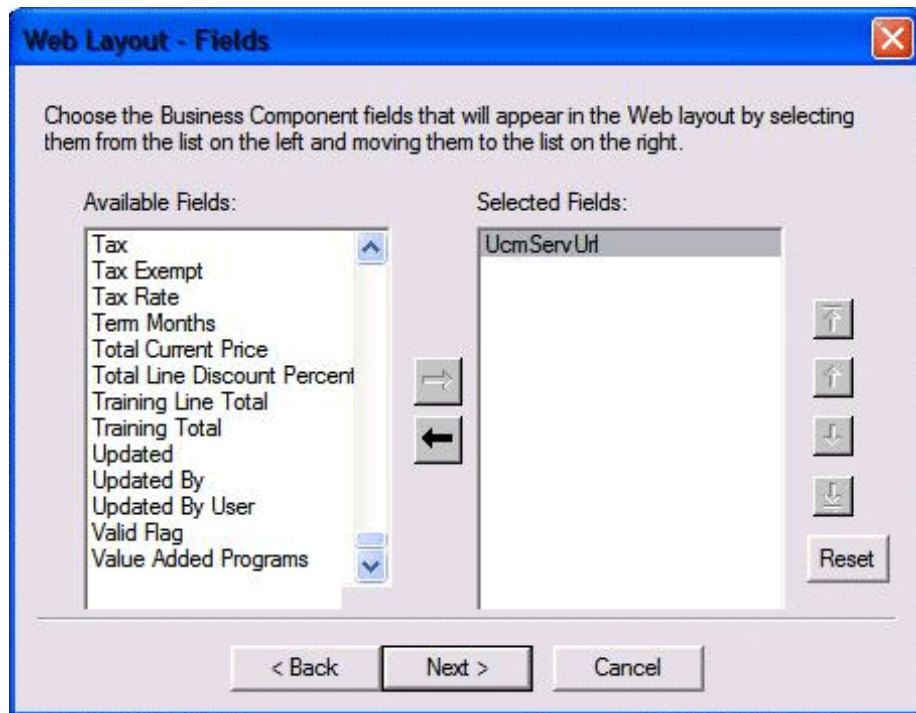 Web Layout - Fields
Choose the Business Component fields that will appear in the Web layout by selecting
them from the list on the left and moving them to the list on the right.
Available Fields:
Tax
Tax Exempt
Tax Rate
Term Months
Total Current Price
Total Line Discount Percent
Training Line Total
Training Total
Updated
Updated By
Updated By User
Valid Flag
Value Added Programs
Selected Fields:
UcmServUrl
Reset
< Back
Next >
Cancel